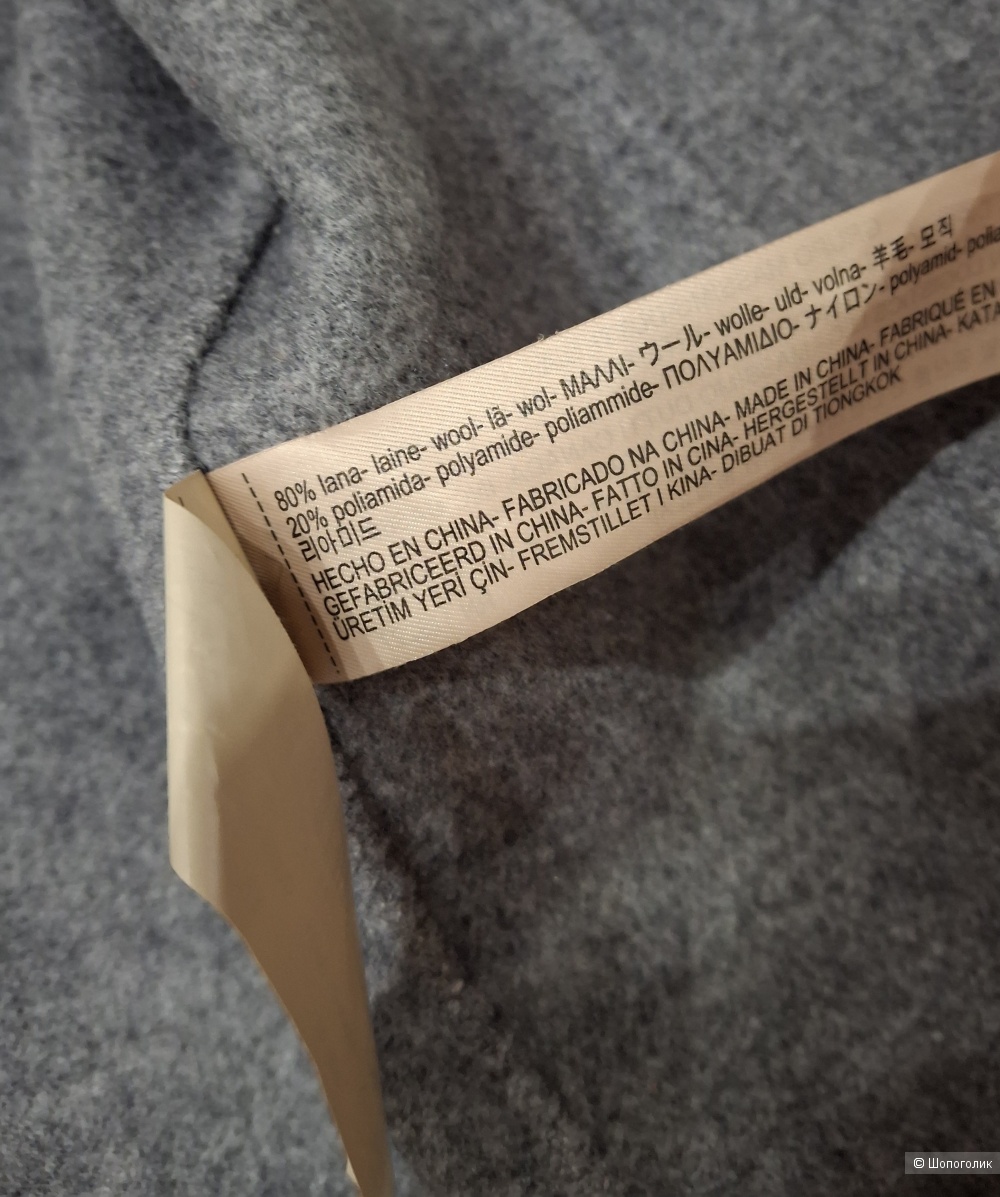 80% lana- laine- wool- lã- wol- ΜΑΛΛΙ- ウール- wolle- uld- volna- 羊毛- 모직
20% poliamida- polyamide- poliammide- ΠΟΛΥΑΜΙΔΙΟ- ナイロン- polyamid- polia
리아미드
HECHO EN CHINA- FABRICADO NA CHINA- MADE IN CHINA- FABRIQUÉ EN
GEFABRICEERD IN CHINA- FATTO IN CINA- HERGESTELLT IN CHINA- ΚΑΤΑ
ÜRETİM YERİ ÇIN- FREMSTILLET I KINA- DIBUAT DI TIONGKOK
© Шопоголик